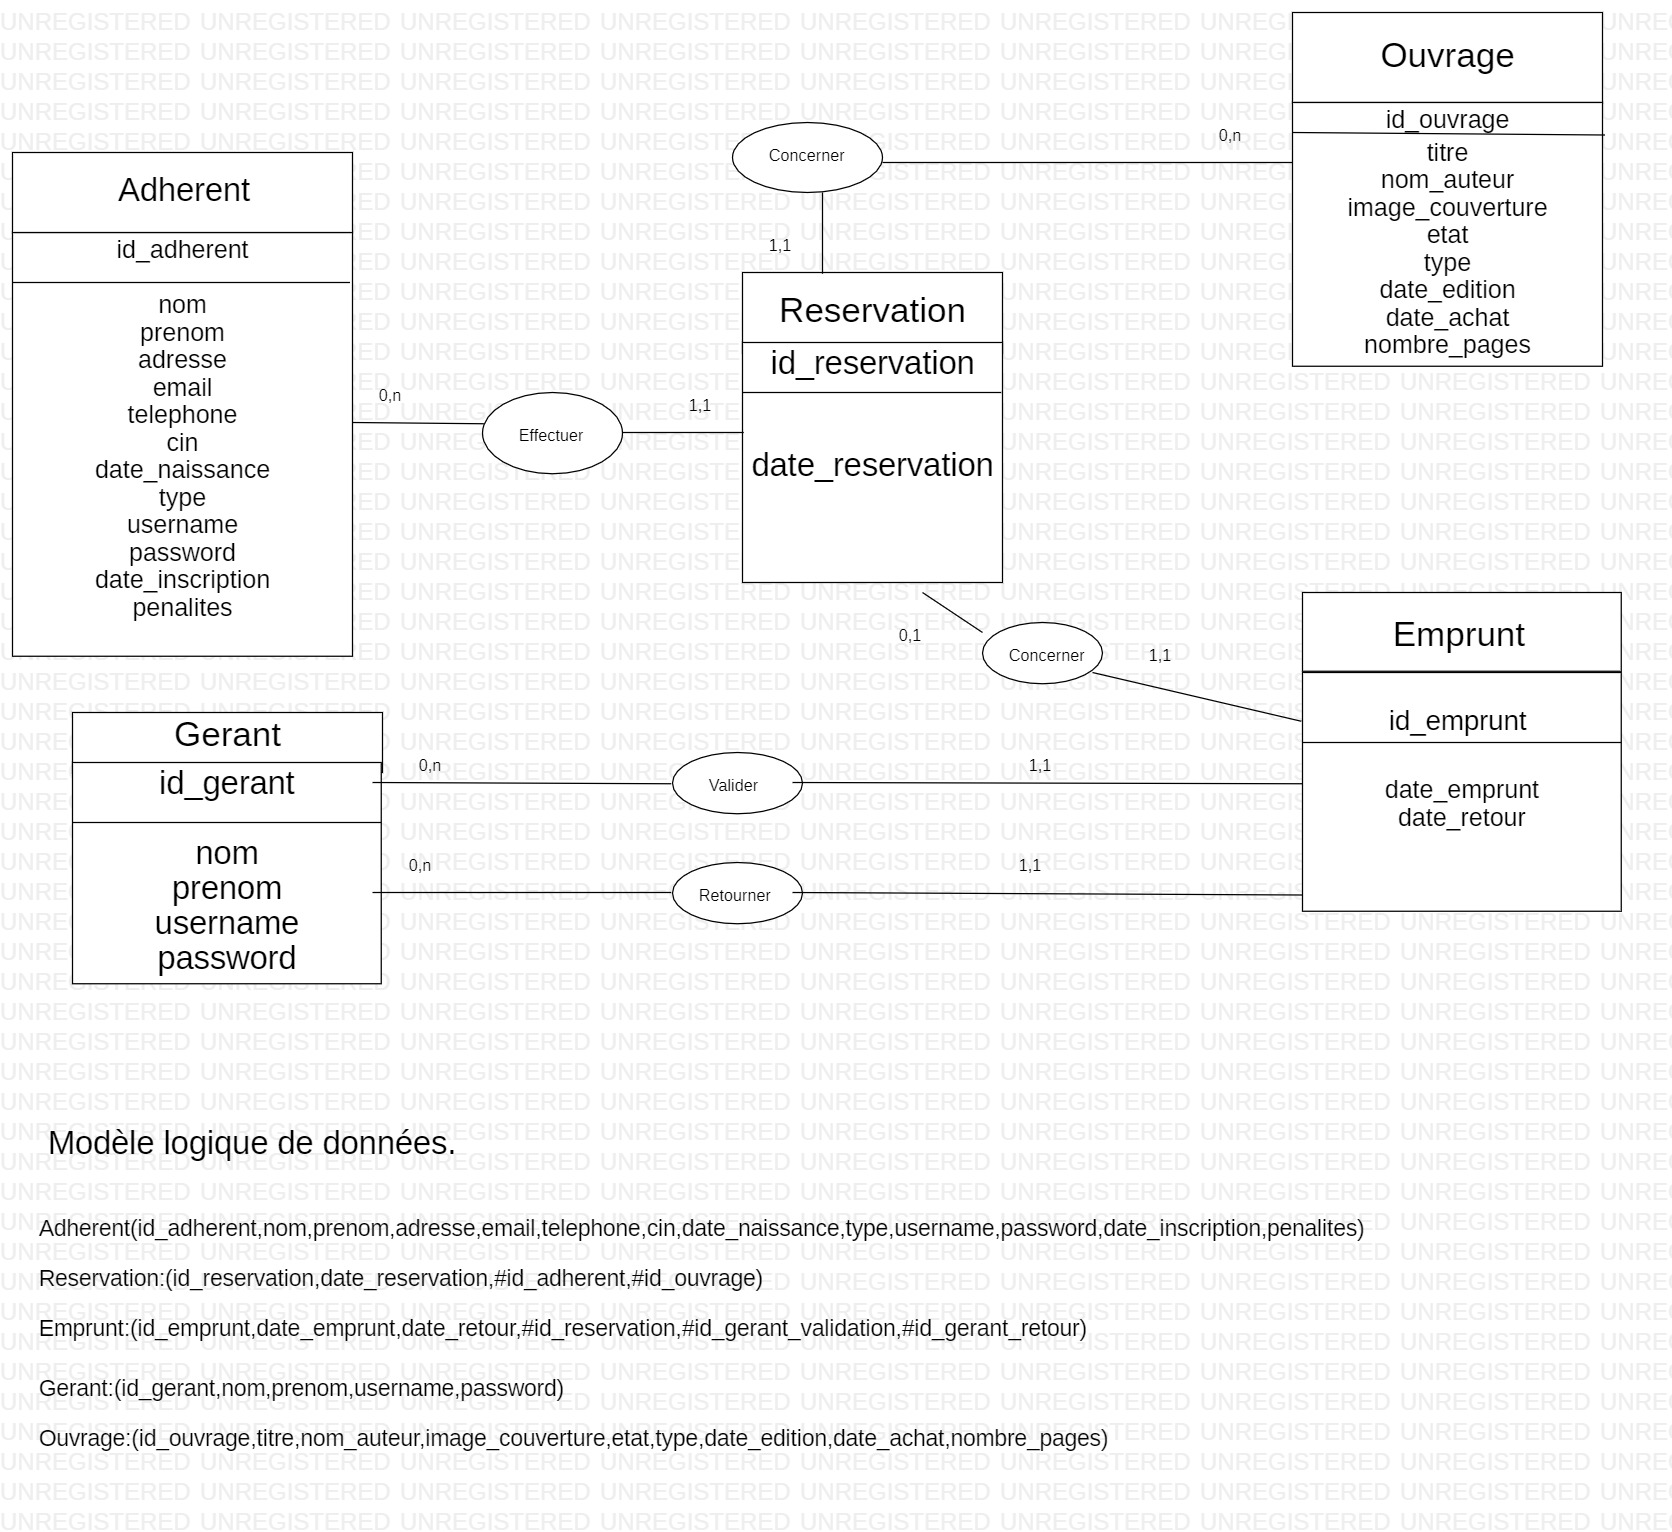 Ouvrage
id_ouvrage
titre
nom_auteur
image_couverture
etat
type
date_edition
date_achat
nombre_pages
0,n
Concerner
1,1
Adherent
id_adherent
nom
prenom
adresse
email
telephone
cin
date_naissance
type
username
password
date_inscription
penalites
0,n
Effectuer
1,1
Reservation
id_reservation
date_reservation
0,1
Concerner
1,1
Emprunt
id_emprunt
date_emprunt
date_retour
Gerant
id_gerant
nom
prenom
username
password
0,n
Valider
1,1
0,n
Retourner
1,1
Modèle logique de données.
Adherent(id_adherent,nom,prenom,adresse,email,telephone,cin,date_naissance,type,username,password,date_inscription,penalites)
Reservation:(id_reservation,date_reservation,#id_adherent,#id_ouvrage)
Emprunt:(id_emprunt,date_emprunt,date_retour,#id_reservation,#id_gerant_validation,#id_gerant_retour)
Gerant:(id_gerant,nom,prenom,username,password)
Ouvrage:(id_ouvrage,titre,nom_auteur,image_couverture,etat,type,date_edition,date_achat,nombre_pages)
UNREGISTERED